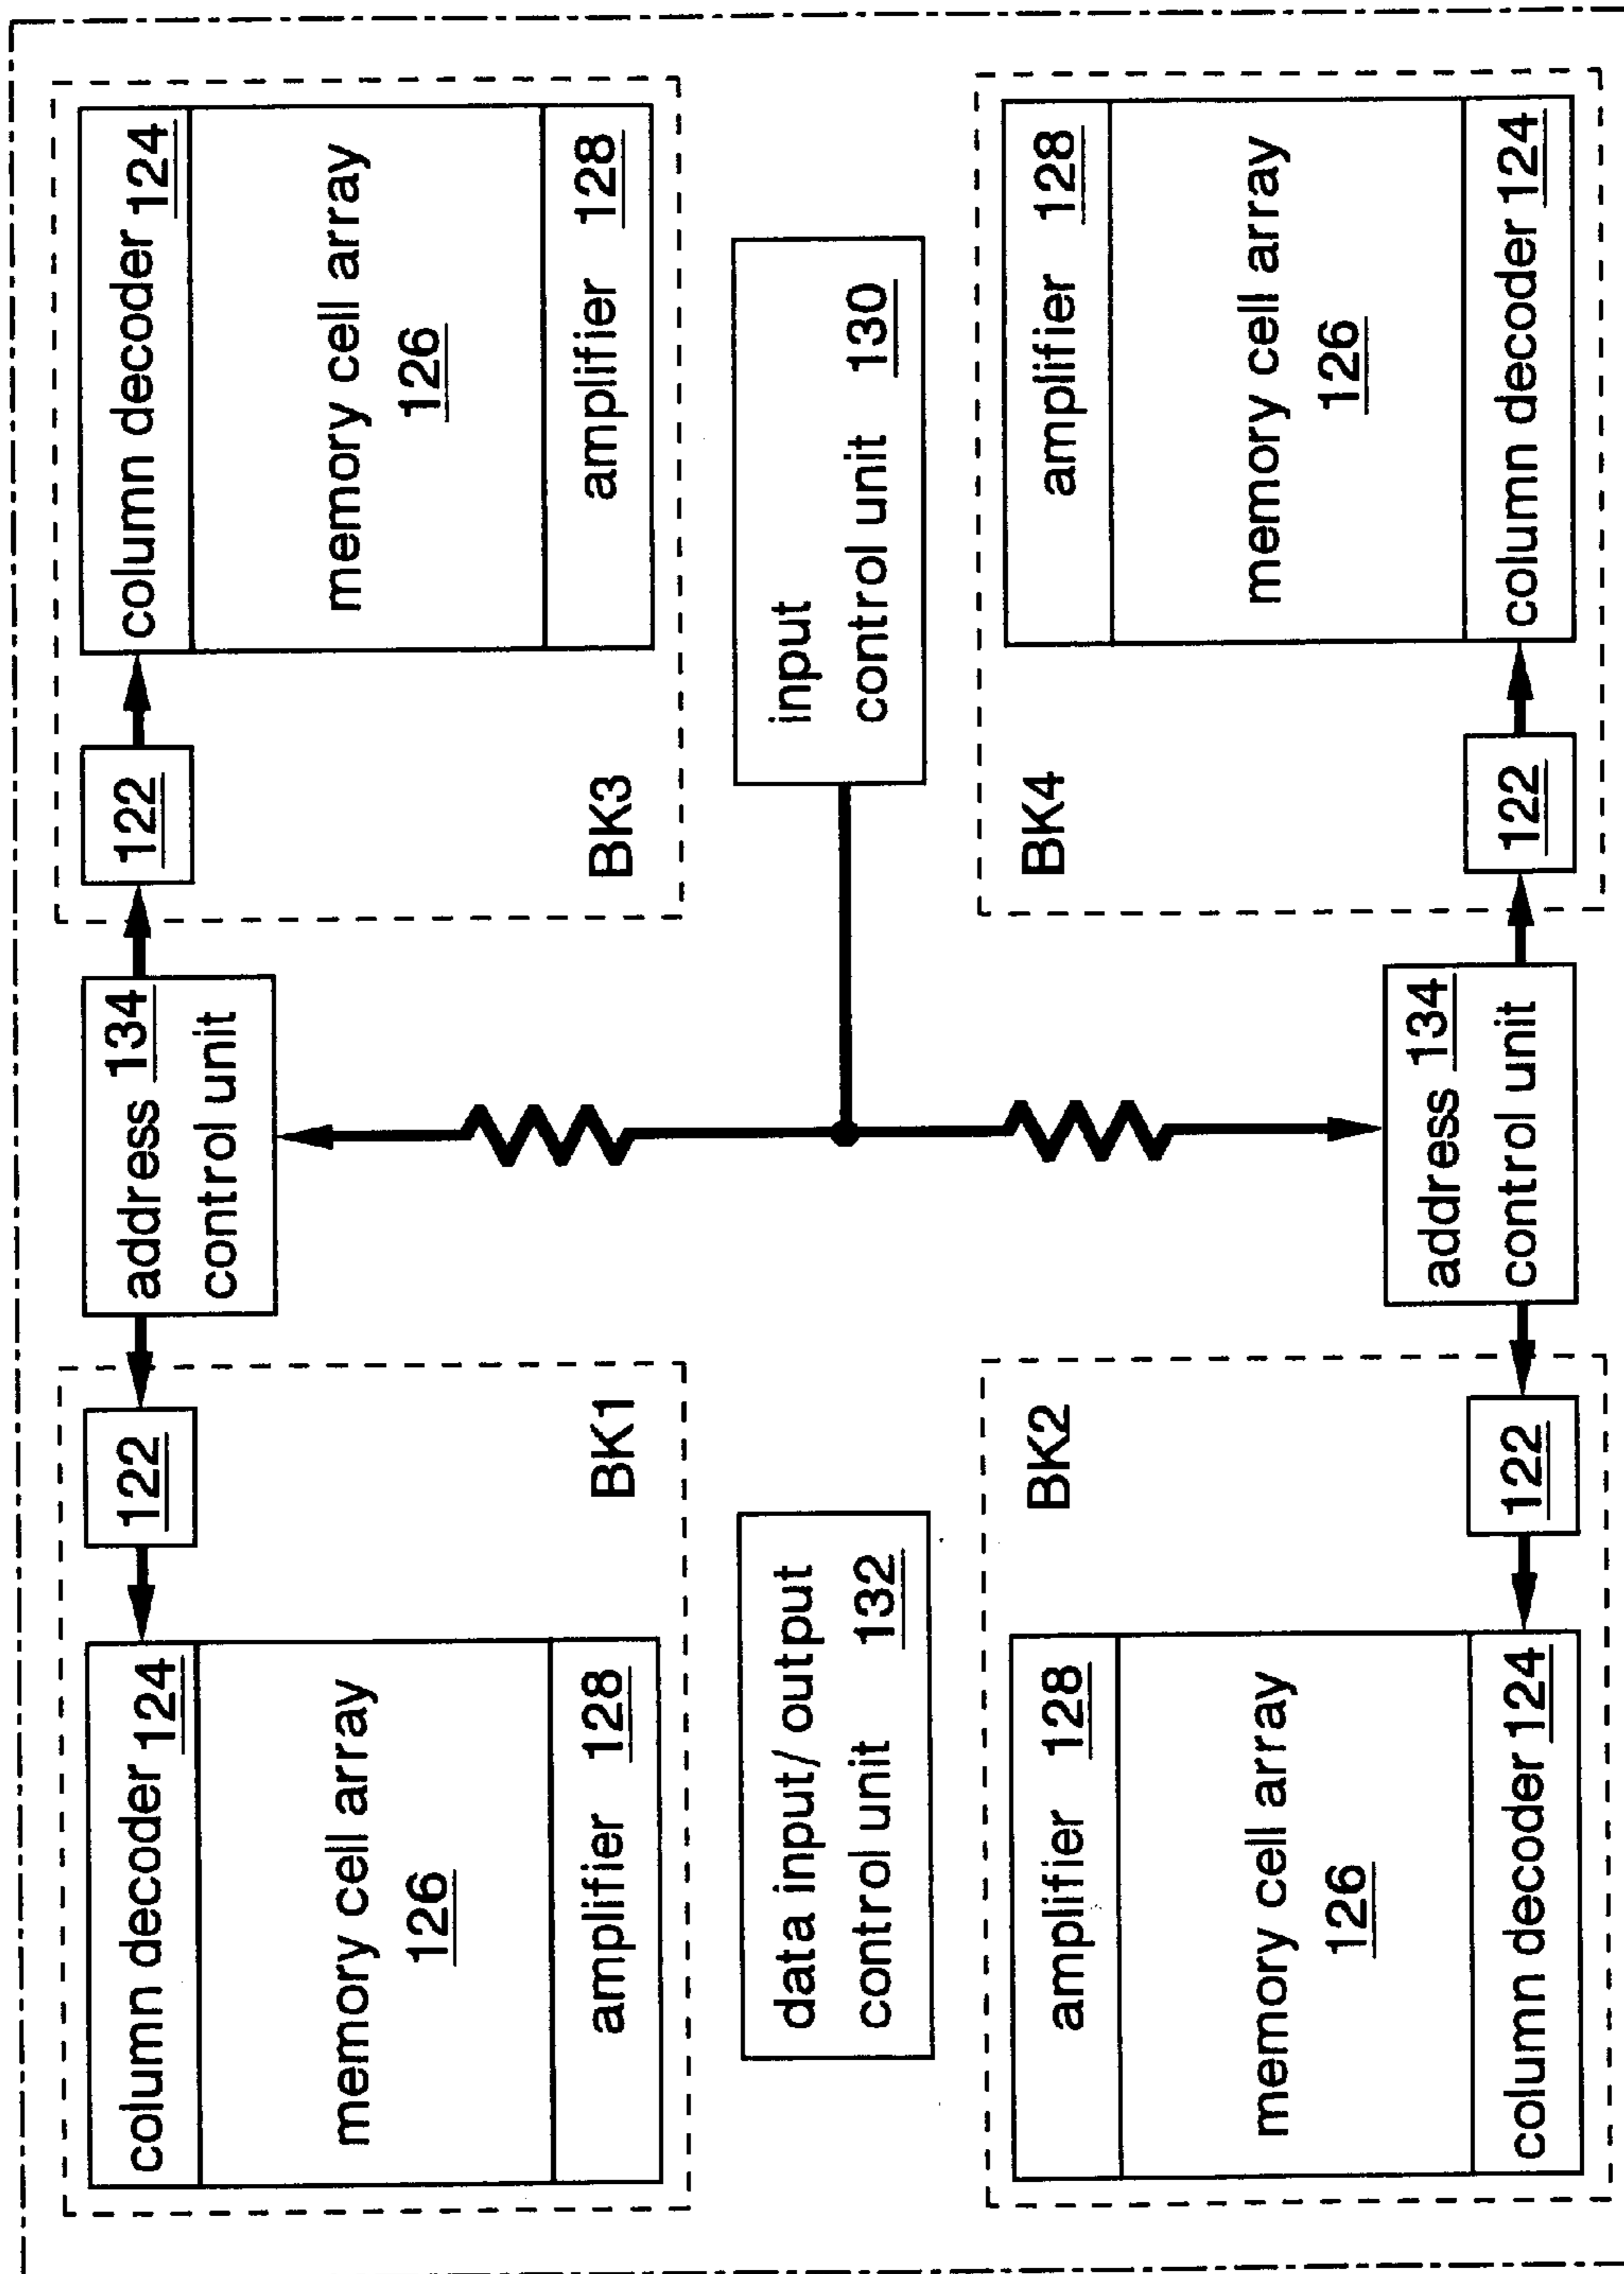 column decoder 124
memory cell array
126
amplifier 128
122
BK1
address 134
control unit
122
BK3
column decoder 124
memory cell array
126
amplifier 128
data input/ output
control unit 132
input
control unit 130
amplifier 128
memory cell array
126
column decoder 124
BK2
122
address 134
control unit
BK4
122
amplifier 128
memory cell array
126
column decoder 124